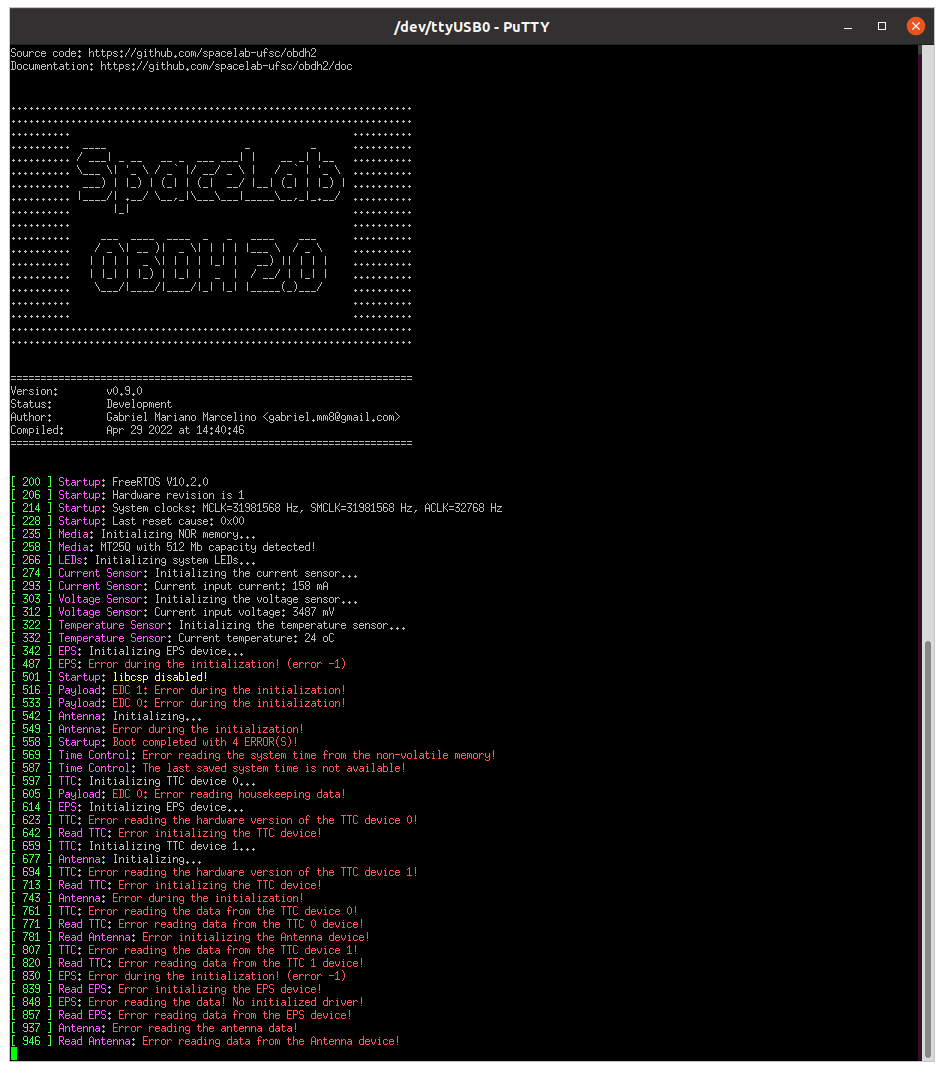 /dev/ttyUSB0 - PuTTY
Source code: https://github.com/spacelab-ufsc/obdh2
Documentation: https://github.com/spacelab-ufsc/obdh2/doc
SpaceLab
OBDH 2.0
Version: v0.9.0
Status: Development
Author: Gabriel Mariano Marcelino <gabriel.mm8@gmail.com>
Compiled: Apr 29 2022 at 14:40:46
[ 200 ] Startup: FreeRTOS V10.2.0
[ 206 ] Startup: Hardware revision is 1
[ 214 ] Startup: System clocks: MCLK=31981568 Hz, SMCLK=31981568 Hz, ACLK=32768 Hz
[ 228 ] Startup: Last reset cause: 0x00
[ 235 ] Media: Initializing NOR memory...
[ 258 ] Media: MT25Q with 512 Mb capacity detected!
[ 266 ] LEDs: Initializing system LEDs...
[ 274 ] Current Sensor: Initializing the current sensor...
[ 293 ] Current Sensor: Current input current: 158 mA
[ 303 ] Voltage Sensor: Initializing the voltage sensor...
[ 312 ] Voltage Sensor: Current input voltage: 3487 mV
[ 322 ] Temperature Sensor: Initializing the temperature sensor...
[ 332 ] Temperature Sensor: Current temperature: 24 oC
[ 342 ] EPS: Initializing EPS device...
[ 487 ] EPS: Error during the initialization! (error -1)
[ 501 ] Startup: libcsp disabled!
[ 516 ] Payload: EDC 1: Error during the initialization!
[ 533 ] Payload: EDC 0: Error during the initialization!
[ 542 ] Antenna: Initializing...
[ 549 ] Antenna: Error during the initialization!
[ 558 ] Startup: Boot completed with 4 ERROR(S)!
[ 569 ] Time Control: Error reading the system time from the non-volatile memory!
[ 587 ] Time Control: The last saved system time is not available!
[ 597 ] TTC: Initializing TTC device 0...
[ 605 ] Payload: EDC 0: Error reading housekeeping data!
[ 614 ] EPS: Initializing EPS device...
[ 623 ] TTC: Error reading the hardware version of the TTC device 0!
[ 642 ] Read TTC: Error initializing the TTC device!
[ 659 ] TTC: Initializing TTC device 1...
[ 677 ] Antenna: Initializing...
[ 694 ] TTC: Error reading the hardware version of the TTC device 1!
[ 713 ] Read TTC: Error initializing the TTC device!
[ 743 ] Antenna: Error during the initialization!
[ 761 ] TTC: Error reading the data from the TTC device 0!
[ 771 ] Read TTC: Error reading data from the TTC 0 device!
[ 781 ] Read Antenna: Error initializing the Antenna device!
[ 807 ] TTC: Error reading the data from the TTC device 1!
[ 820 ] Read TTC: Error reading data from the TTC 1 device!
[ 830 ] EPS: Error during the initialization! (error -1)
[ 839 ] Read EPS: Error initializing the EPS device!
[ 848 ] EPS: Error reading the data! No initialized driver!
[ 857 ] Read EPS: Error reading data from the EPS device!
[ 937 ] Antenna: Error reading the antenna data!
[ 946 ] Read Antenna: Error reading data from the Antenna device!